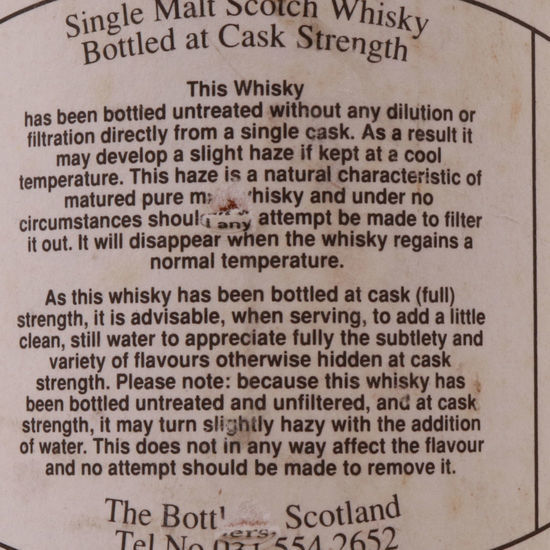 Single Malt Scotch Whisky
Bottled at Cask Strength
This Whisky
has been bottled untreated without any dilution or
filtration directly from a single cask. As a result it
may develop a slight haze if kept at a cool
temperature. This haze is a natural characteristic of
matured pure whisky and under no
circumstances should any attempt be made to filter
it out. It will disappear when the whisky regains a
normal temperature.
As this whisky has been bottled at cask (full)
strength, it is advisable, when serving, to add a little
clean, still water to appreciate fully the subtlety and
variety of flavours otherwise hidden at cask
strength. Please note: because this whisky has
been bottled untreated and unfiltered, and at cask
strength, it may turn slightly hazy with the addition
of water. This does not in any way affect the flavour
and no attempt should be made to remove it.
The Scotland
Tel No 031 554 2652